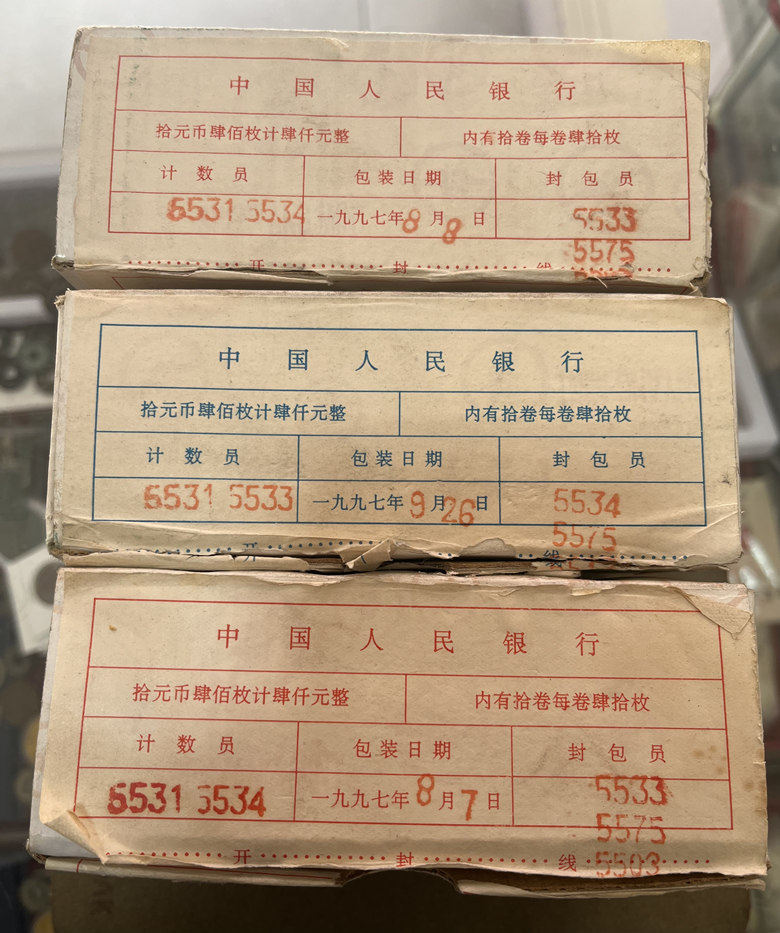 中国人民银行
拾元币肆佰枚计肆仟元整 内有拾卷每卷肆拾枚
计数员 包装日期 封包员
5531 5534 一九九七年8月8日 5533
5575
开封线
中国人民银行
拾元币肆佰枚计肆仟元整 内有拾卷每卷肆拾枚
计数员 包装日期 封包员
5531 5533 一九九七年9月26日 5534
5575
开 线
中国人民银行
拾元币肆佰枚计肆仟元整 内有拾卷每卷肆拾枚
计数员 包装日期 封包员
5531 5534 一九九七年8月7日 5533
5575
开封线 5503